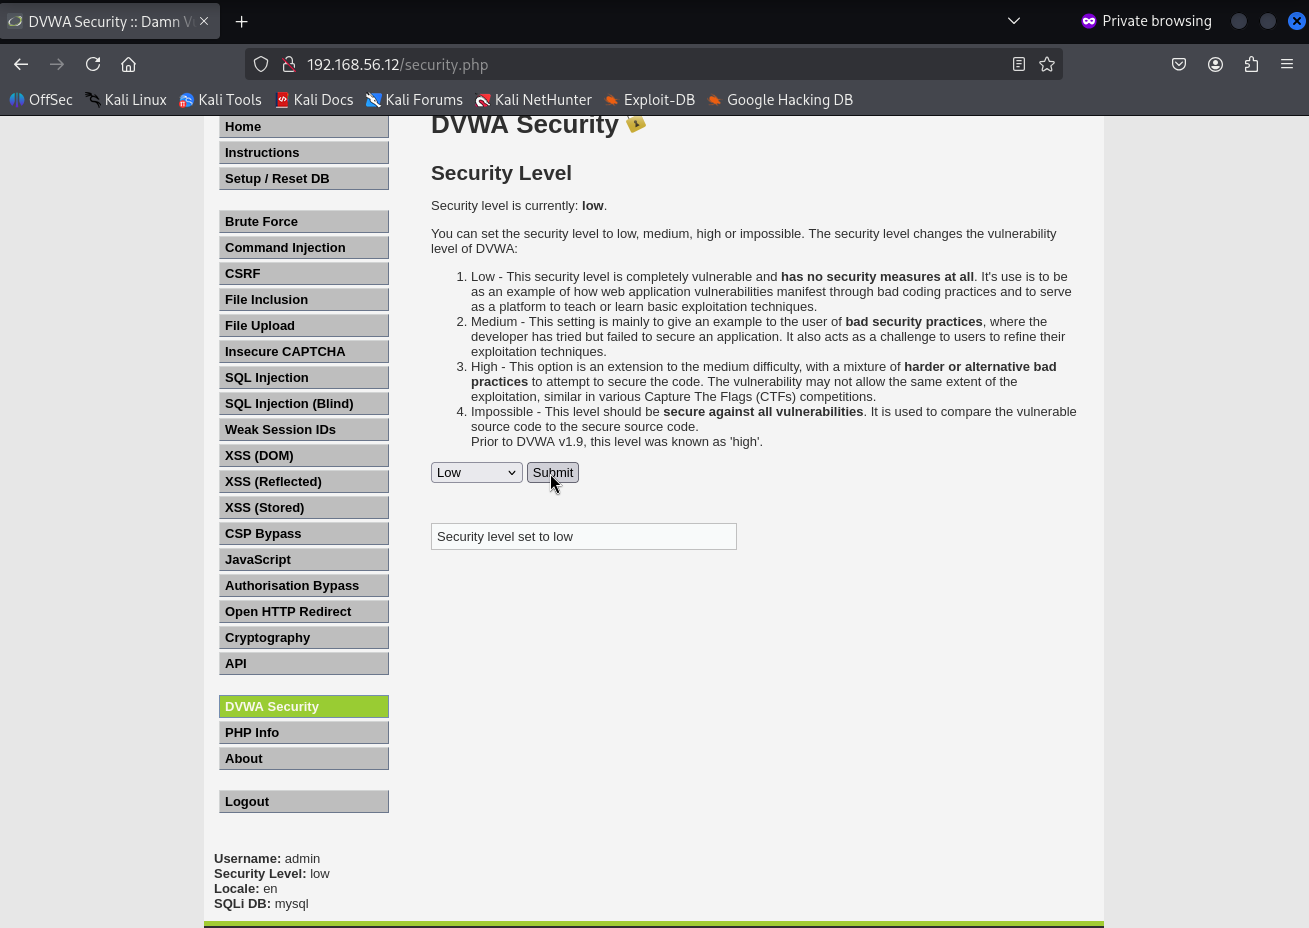 DVWA Security :: Damn V
Private browsing
192.168.56.12/security.php
OffSec
Kali Linux
Kali Tools
Kali Docs
Kali Forums
Kali NetHunter
Exploit-DB
Google Hacking DB
Home
Instructions
Setup / Reset DB
Brute Force
Command Injection
CSRF
File Inclusion
File Upload
Insecure CAPTCHA
SQL Injection
SQL Injection (Blind)
Weak Session IDs
XSS (DOM)
XSS (Reflected)
XSS (Stored)
CSP Bypass
JavaScript
Authorisation Bypass
Open HTTP Redirect
Cryptography
API
DVWA Security
PHP Info
About
Logout
Username: admin
Security Level: low
Locale: en
SQLi DB: mysql
DVWA Security
Security Level
Security level is currently: low.
You can set the security level to low, medium, high or impossible. The security level changes the vulnerability
level of DVWA:
1. Low - This security level is completely vulnerable and has no security measures at all. It's use is to be
as an example of how web application vulnerabilities manifest through bad coding practices and to serve
as a platform to teach or learn basic exploitation techniques.
2. Medium - This setting is mainly to give an example to the user of bad security practices, where the
developer has tried but failed to secure an application. It also acts as a challenge to users to refine their
exploitation techniques.
3. High - This option is an extension to the medium difficulty, with a mixture of harder or alternative bad
practices to attempt to secure the code. The vulnerability may not allow the same extent of the
exploitation, similar in various Capture The Flags (CTFs) competitions.
4. Impossible - This level should be secure against all vulnerabilities. It is used to compare the vulnerable
source code to the secure source code.
Prior to DVWA v1.9, this level was known as 'high'.
Low
Submit
Security level set to low